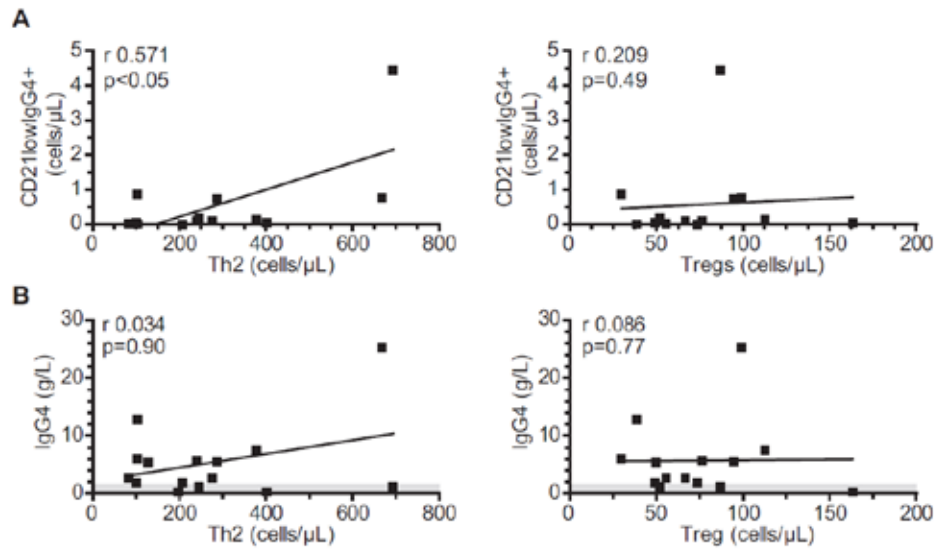 A
r 0.571
p<0.05
CD21lowIgG4+
(cells/µL)
5
4
3
2
1
0
0 200 400 600 800
Th2 (cells/µL)
r 0.209
p=0.49
CD21lowIgG4+
(cells/µL)
5
4
3
2
1
0
0 50 100 150 200
Tregs (cells/µL)
B
r 0.034
p=0.90
IgG4 (g/L)
30
20
10
0
0 200 400 600 800
Th2 (cells/µL)
r 0.086
p=0.77
IgG4 (g/L)
30
20
10
0
0 50 100 150 200
Treg (cells/µL)